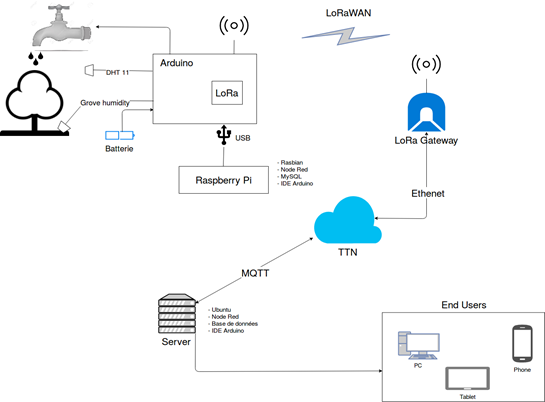 LoRaWAN
Arduino
DHT 11
LoRa
Grove humidity
Batterie
USB
LoRa Gateway
Raspberry Pi
- Rasbian
- Node Red
- MySQL
- IDE Arduino
Ethenet
TTN
MQTT
- Ubuntu
- Node Red
- Base de données
- IDE Arduino
Server
End Users
PC
Phone
Tablet